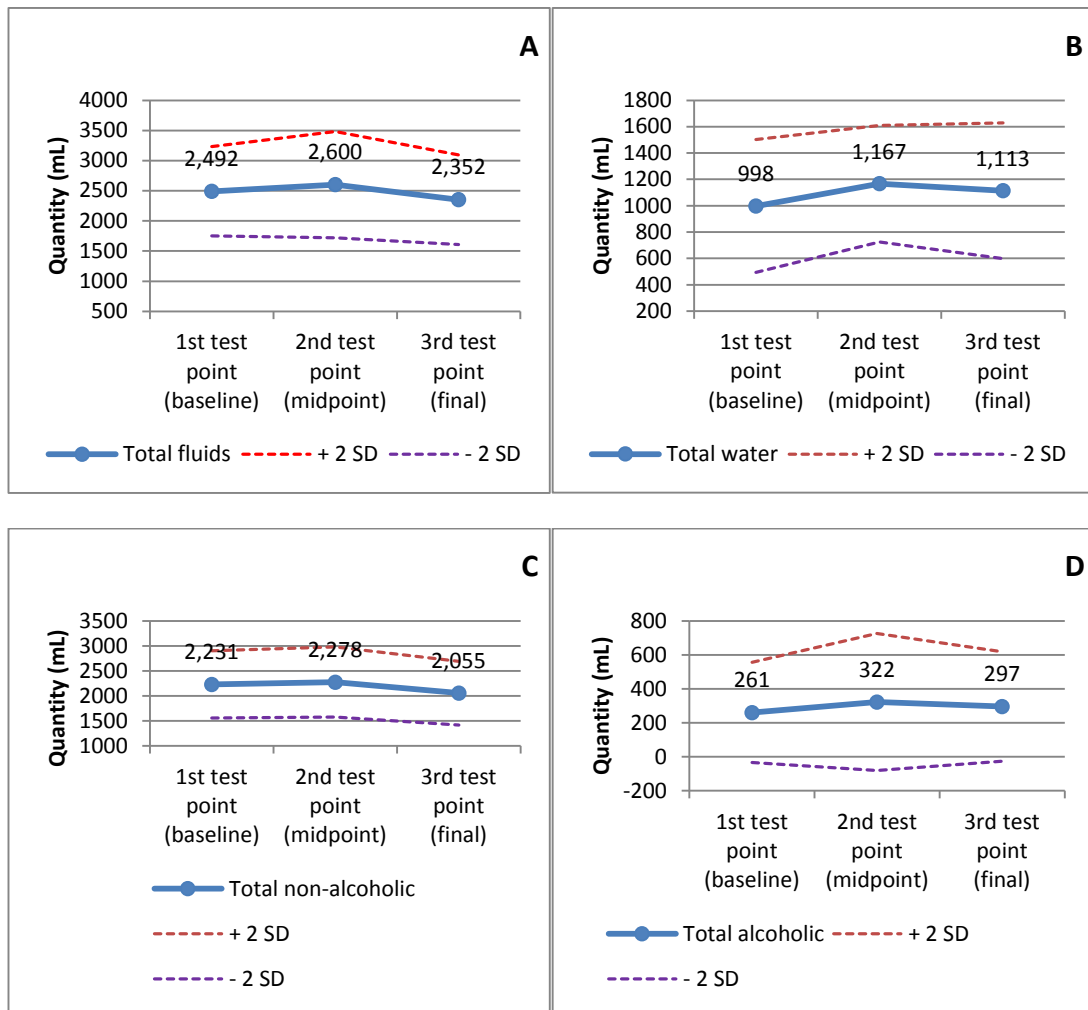 A
Quantity (mL)
4000
3500
3000
2500
2000
1500
1000
500
2,492
2,600
2,352
1st test
point
(baseline)
2nd test
point
(midpoint)
3rd test
point
(final)
Total fluids + 2 SD - 2 SD
B
Quantity (mL)
1800
1600
1400
1200
1000
800
600
400
200
998
1,167
1,113
1st test
point
(baseline)
2nd test
point
(midpoint)
3rd test
point
(final)
Total water + 2 SD - 2 SD
C
Quantity (mL)
3500
3000
2500
2000
1500
1000
2,231
2,278
2,055
1st test
point
(baseline)
2nd test
point
(midpoint)
3rd test
point
(final)
Total non-alcoholic
+ 2 SD
- 2 SD
D
Quantity (mL)
800
600
400
200
0
-200
261
322
297
1st test
point
(baseline)
2nd test
point
(midpoint)
3rd test
point
(final)
Total alcoholic + 2 SD
- 2 SD